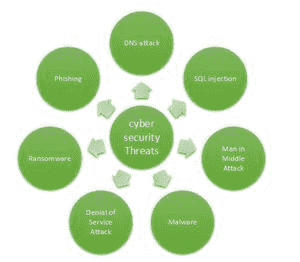 DNS attack
SQL injection
Man in
Middle
Attack
Malware
Denial of
Service
Attack
Ransomware
Phishing
cyber
security
Threats